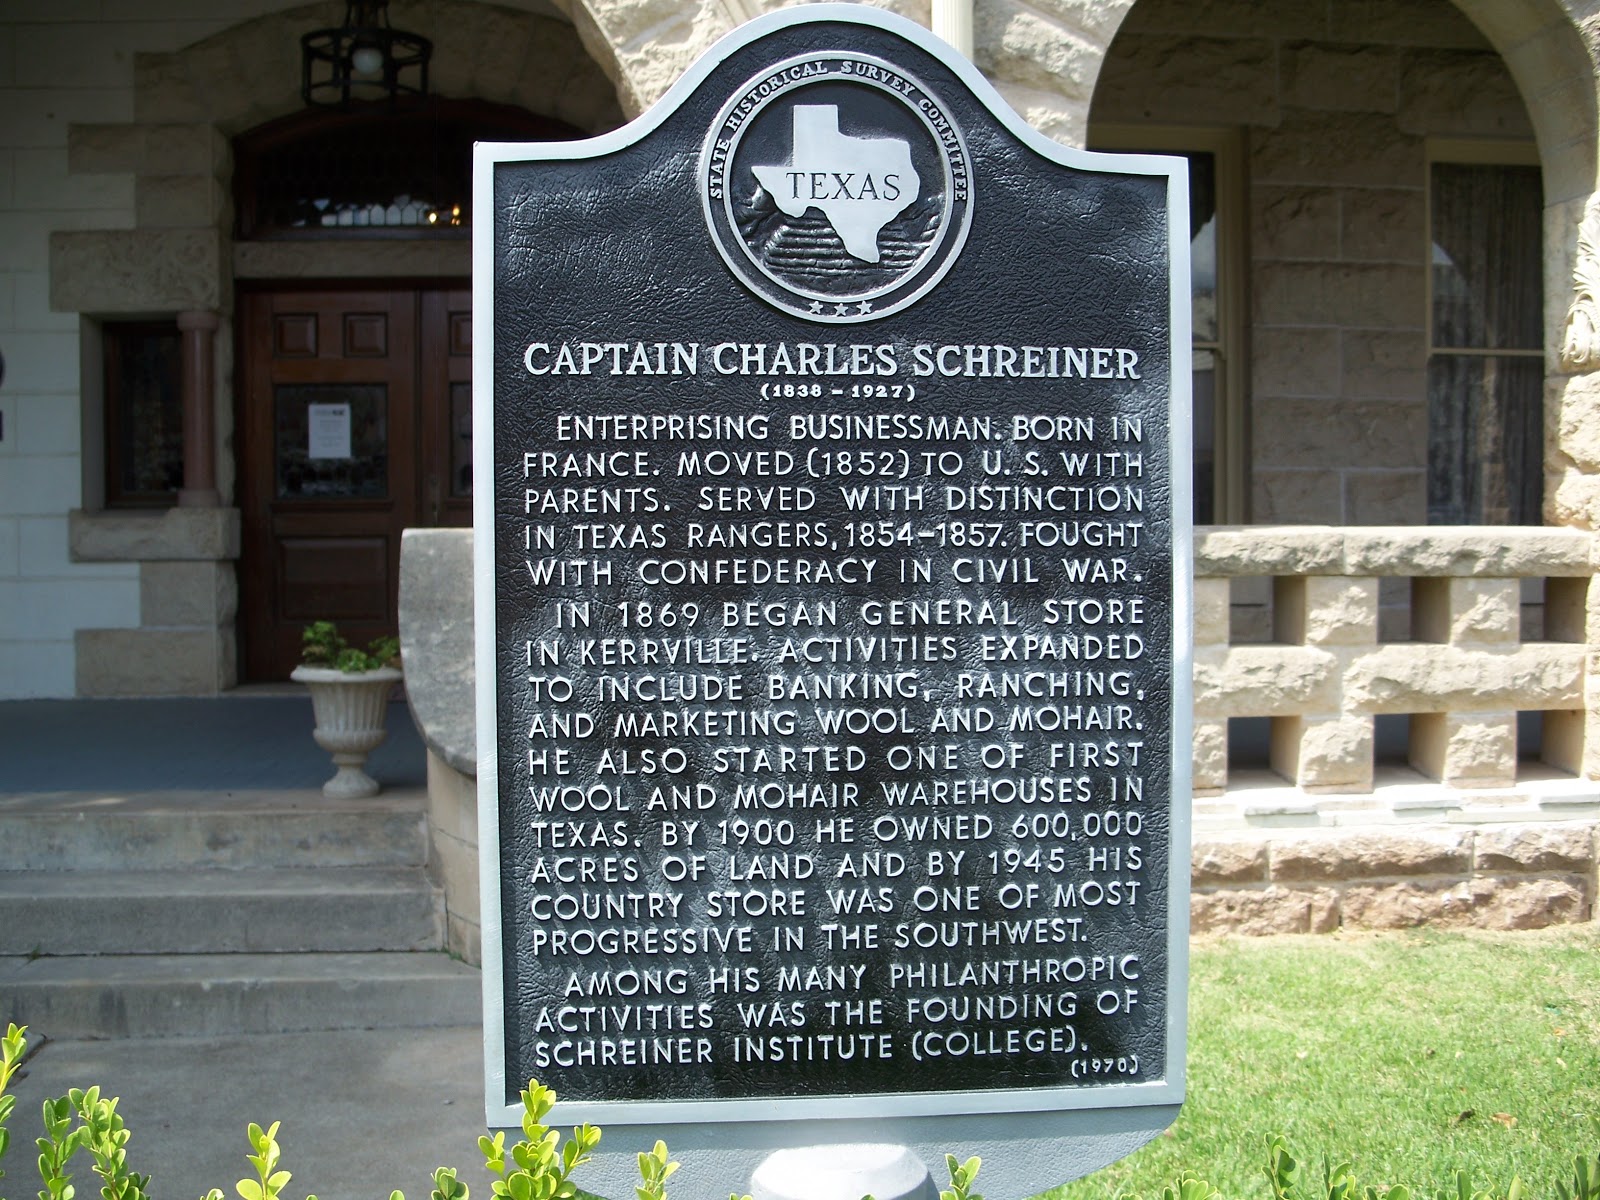 STATE HISTORICAL SURVEY COMMITTEE
TEXAS
CAPTAIN CHARLES SCHREINER
(1838 - 1927)
ENTERPRISING BUSINESSMAN. BORN IN
FRANCE. MOVED (1852) TO U. S. WITH
PARENTS. SERVED WITH DISTINCTION
IN TEXAS RANGERS, 1854-1857. FOUGHT
WITH CONFEDERACY IN CIVIL WAR.
IN 1869 BEGAN GENERAL STORE
IN KERRVILLE. ACTIVITIES EXPANDED
TO INCLUDE BANKING, RANCHING,
AND MARKETING WOOL AND MOHAIR.
HE ALSO STARTED ONE OF FIRST
WOOL AND MOHAIR WAREHOUSES IN
TEXAS. BY 1900 HE OWNED 600,000
ACRES OF LAND AND BY 1945 HIS
COUNTRY STORE WAS ONE OF MOST
PROGRESSIVE IN THE SOUTHWEST.
AMONG HIS MANY PHILANTHROPIC
ACTIVITIES WAS THE FOUNDING OF
SCHREINER INSTITUTE (COLLEGE).
(1970)